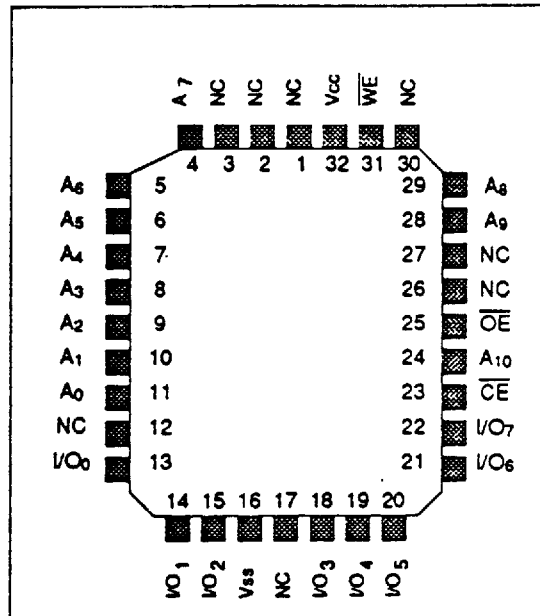 A7 NC NC NC Vcc WE NC
4 3 2 1 32 31 30
A6 5 29 A8
A5 6 28 A9
A4 7 27 NC
A3 8 26 NC
A2 9 25 OE
A1 10 24 A10
A0 11 23 CE
NC 12 22 I/O7
I/O0 13 21 I/O6
14 15 16 17 18 19 20
I/O1 I/O2 Vss NC I/O3 I/O4 I/O5